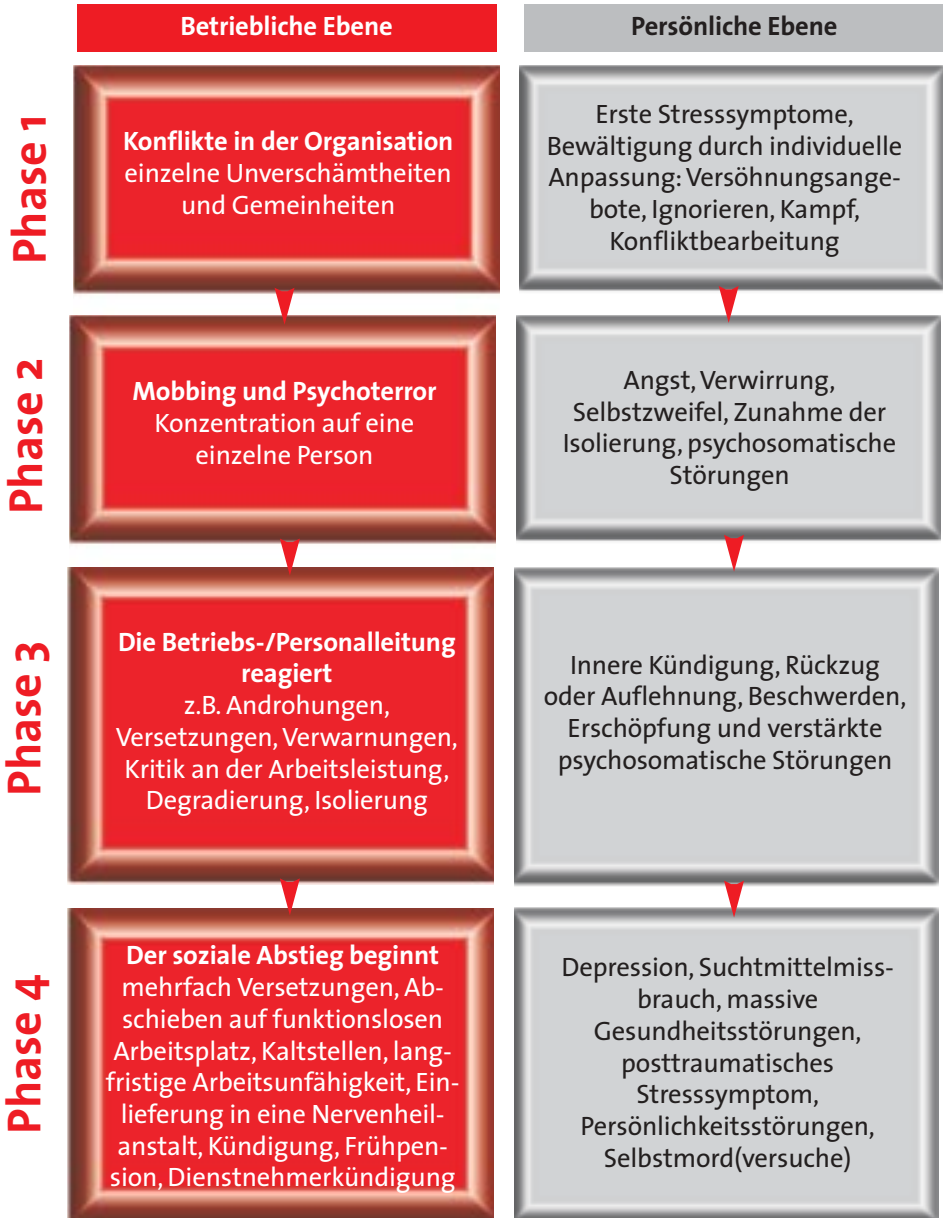 Betriebliche Ebene
Persönliche Ebene
Phase 1
Konflikte in der Organisation
einzelne Unverschämtheiten
und Gemeinheiten
Erste Stresssymptome,
Bewältigung durch individuelle
Anpassung: Versöhnungsange-
bote, Ignorieren, Kampf,
Konfliktbearbeitung
Phase 2
Mobbing und Psychoterror
Konzentration auf eine
einzelne Person
Angst, Verwirrung,
Selbstzweifel, Zunahme der
Isolierung, psychosomatische
Störungen
Phase 3
Die Betriebs-/Personalleitung
reagiert
z.B. Androhungen,
Versetzungen, Verwarnungen,
Kritik an der Arbeitsleistung,
Degradierung, Isolierung
Innere Kündigung, Rückzug
oder Auflehnung, Beschwerden,
Erschöpfung und verstärkte
psychosomatische Störungen
Phase 4
Der soziale Abstieg beginnt
mehrfach Versetzungen, Ab-
schieben auf funktionslosen
Arbeitsplatz, Kaltstellen, lang-
fristige Arbeitsunfähigkeit, Ein-
lieferung in eine Nervenheil-
anstalt, Kündigung, Frühpen-
sion, Dienstnehmerkündigung
Depression, Suchtmittelmiss-
brauch, massive
Gesundheitsstörungen,
posttraumatisches
Stresssymptom,
Persönlichkeitsstörungen,
Selbstmord(versuche)